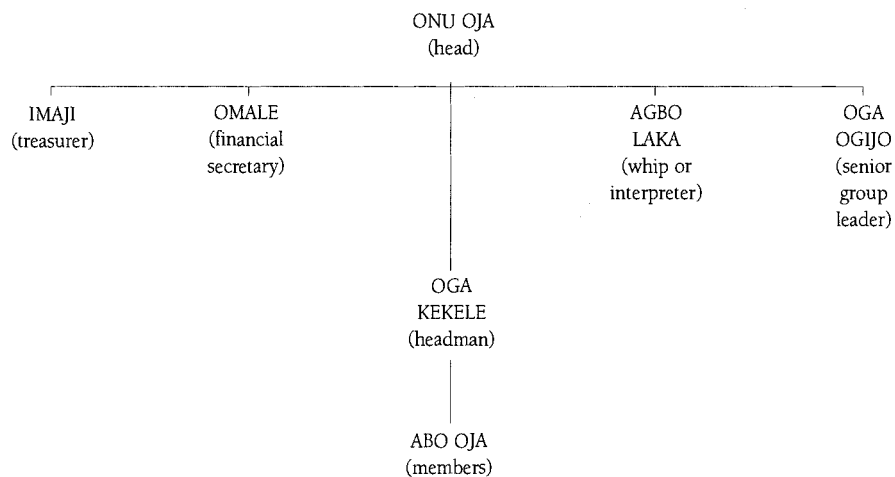 ONU OJA
(head)
IMAJI
(treasurer)
OMALE
(financial
secretary)
AGBO
LAKA
(whip or
interpreter)
OGA
OGIJO
(senior
group
leader)
OGA
KEKELE
(headman)
ABO OJA
(members)